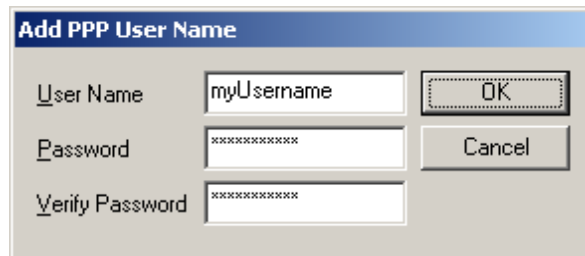 Add PPP User Name
User Name myUsername OK
Password *********** Cancel
Verify Password ***********